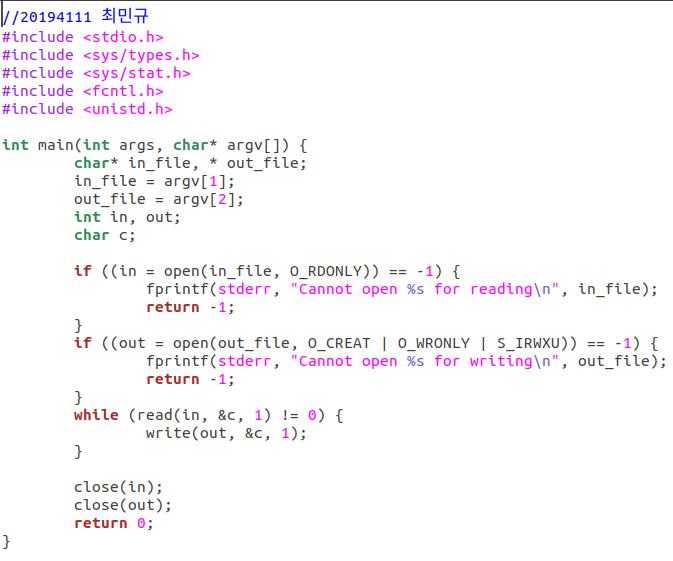 //20194111 최민규
#include <stdio.h>
#include <sys/types.h>
#include <sys/stat.h>
#include <fcntl.h>
#include <unistd.h>

int main(int args, char* argv[]) {
        char* in_file, * out_file;
        in_file = argv[1];
        out_file = argv[2];
        int in, out;
        char c;

        if ((in = open(in_file, O_RDONLY)) == -1) {
                fprintf(stderr, "Cannot open %s for reading\n", in_file);
                return -1;
        }
        if ((out = open(out_file, O_CREAT | O_WRONLY | S_IRWXU)) == -1) {
                fprintf(stderr, "Cannot open %s for writing\n", out_file);
                return -1;
        }
        while (read(in, &c, 1) != 0) {
                write(out, &c, 1);
        }

        close(in);
        close(out);
        return 0;
}